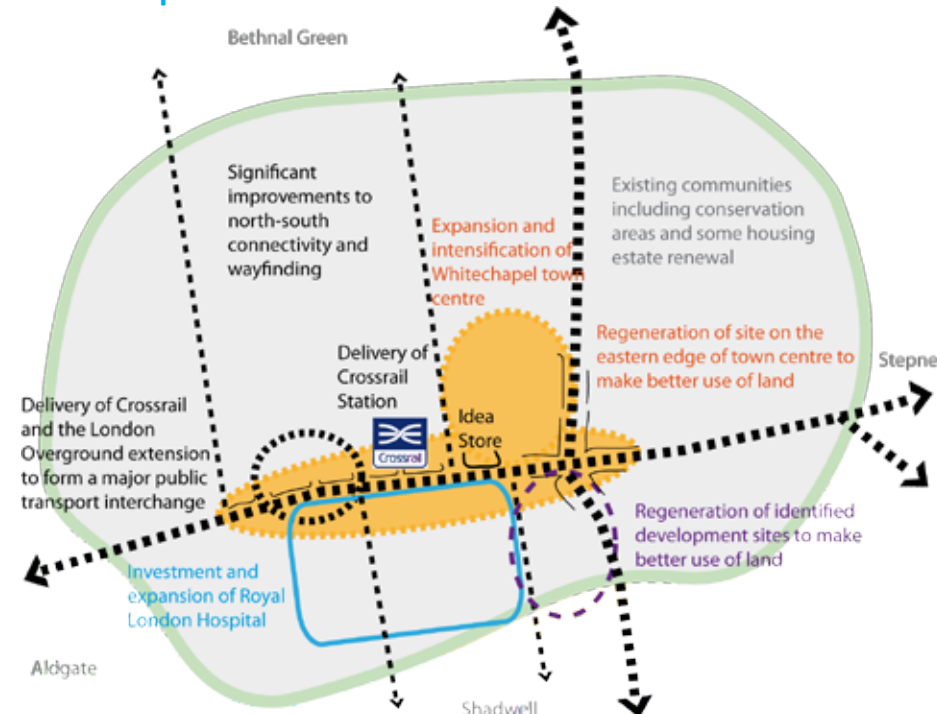 Bethnal Green
Significant
improvements to
north-south
connectivity and
wayfinding
Existing communities
including conservation
areas and some housing
estate renewal
Expansion and
intensification of
Whitechapel town
centre
Regeneration of site on the
eastern edge of town centre to
make better use of land
Stepne
Delivery of
Crossrail
Station
Crossrail
Idea
Store
Delivery of Crossrail
and the London
Overground extension
to form a major public
transport interchange
Regeneration of identified
development sites to make
better use of land
Investment and
expansion of Royal
London Hospital
Aldgate
Shadwell